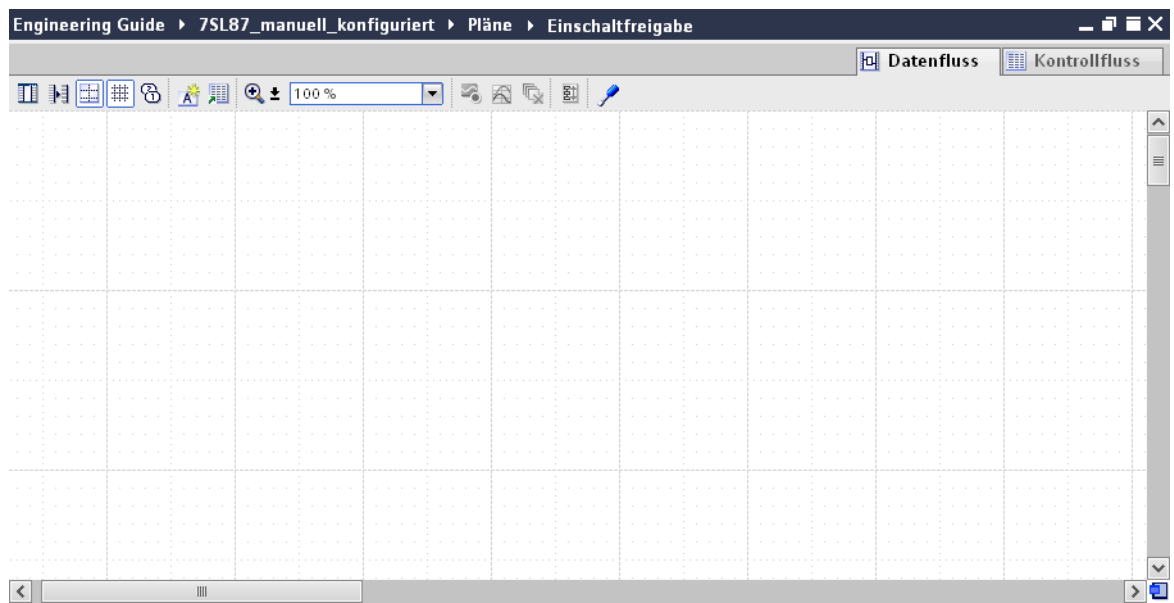 Engineering Guide ▸ 7SL87_manuell_konfiguriert ▸ Pläne ▸ Einschaltfreigabe
Datenfluss Kontrollfluss
100 %